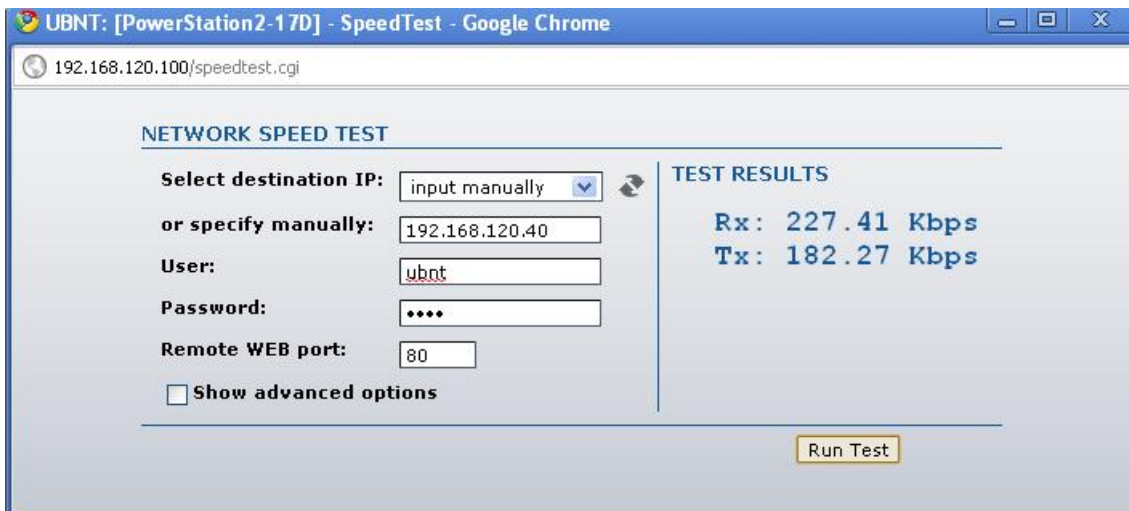 UBNT: [PowerStation2-17D] - SpeedTest - Google Chrome
192.168.120.100/speedtest.cgi
NETWORK SPEED TEST
Select destination IP: input manually
or specify manually: 192.168.120.40
User: ubnt
Password: ••••
Remote WEB port: 80
Show advanced options
TEST RESULTS
Rx: 227.41 Kbps
Tx: 182.27 Kbps
Run Test